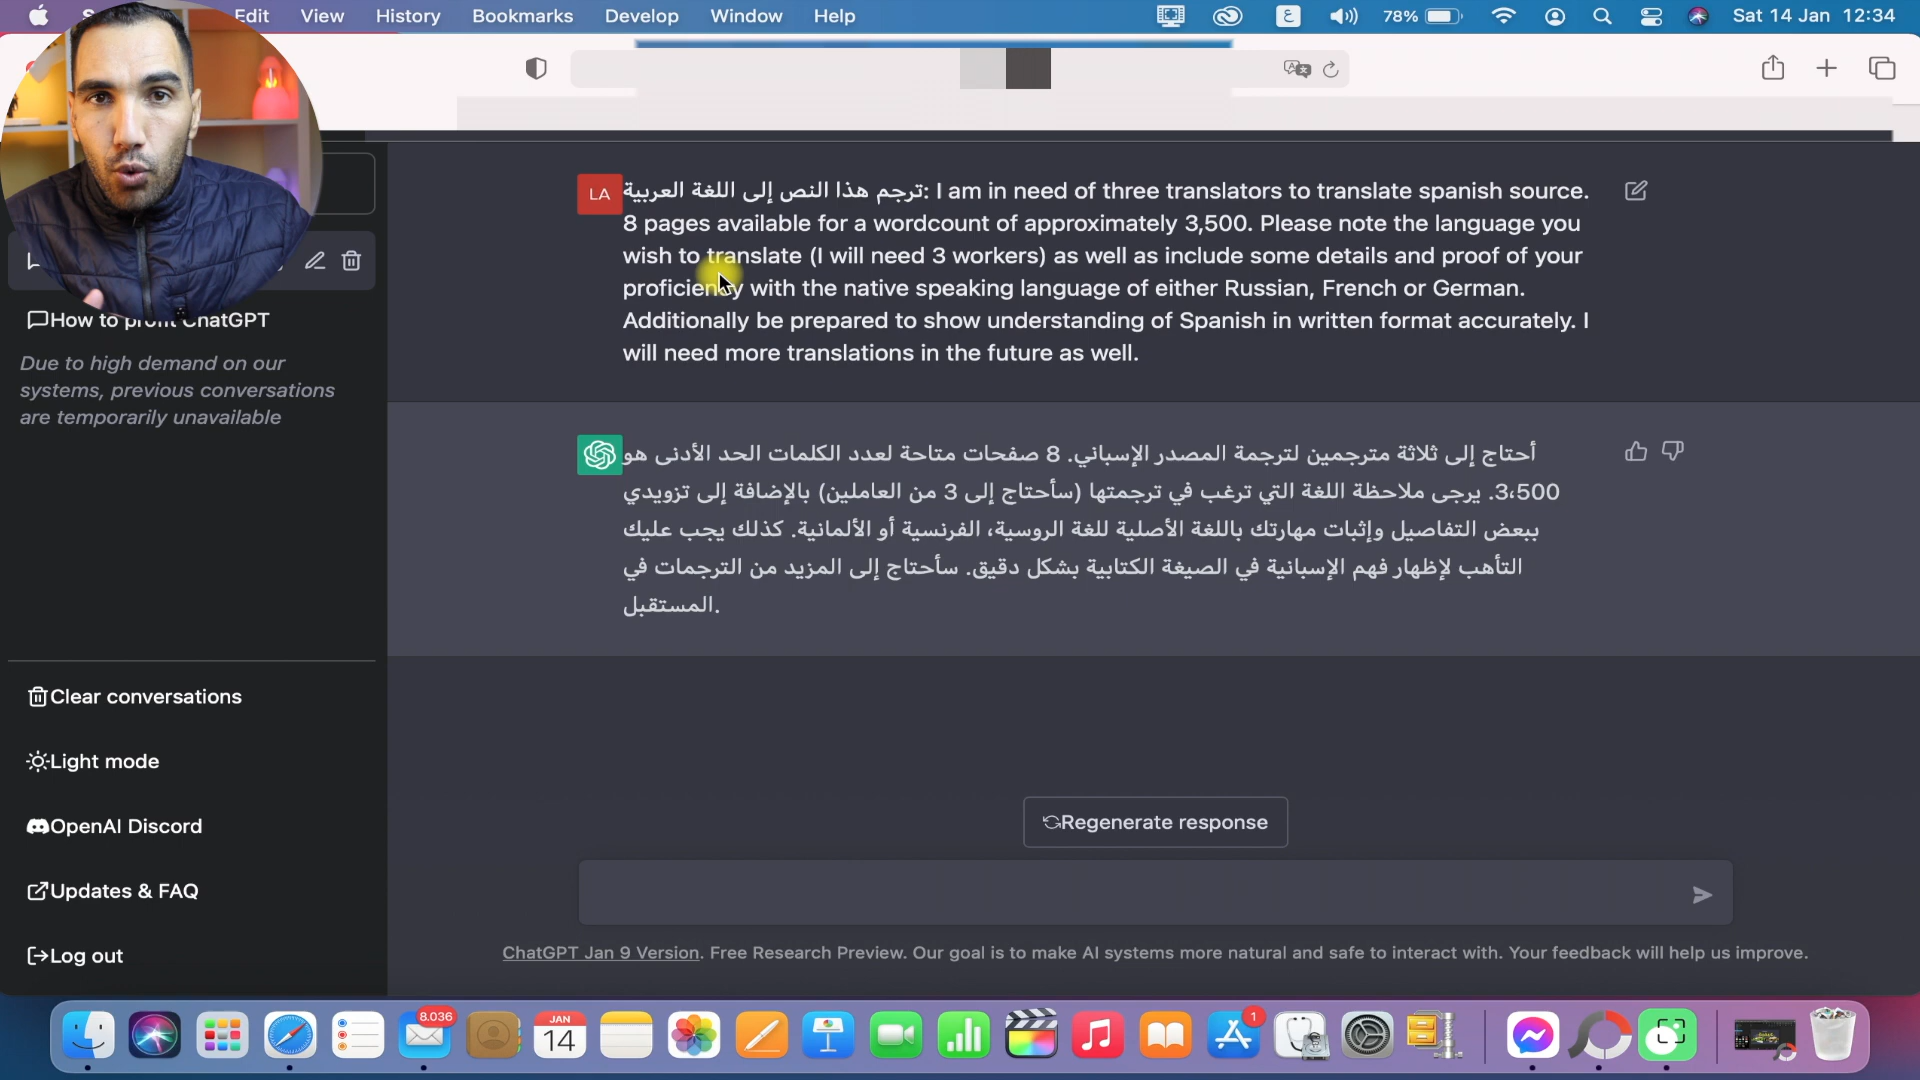 Edit View History Bookmarks Develop Window Help
ع 78% Sat 14 Jan 12:34
LA
ترجم هذا النص إلى اللغة العربية: I am in need of three translators to translate spanish source.
8 pages available for a wordcount of approximately 3,500. Please note the language you
wish to translate (I will need 3 workers) as well as include some details and proof of your
proficiency with the native speaking language of either Russian, French or German.
Additionally be prepared to show understanding of Spanish in written format accurately. I
will need more translations in the future as well.
How to profit ChatGPT
Due to high demand on our
systems, previous conversations
are temporarily unavailable
أحتاج إلى ثلاثة مترجمين لترجمة المصدر الإسباني. 8 صفحات متاحة لعدد الكلمات الحد الأدنى هو
3،500. يرجى ملاحظة اللغة التي ترغب في ترجمتها (سأحتاج إلى 3 من العاملين) بالإضافة إلى تزويدي
ببعض التفاصيل وإثبات مهارتك باللغة الأصلية للغة الروسية، الفرنسية أو الألمانية. كذلك يجب عليك
التأهب لإظهار فهم الإسبانية في الصيغة الكتابية بشكل دقيق. سأحتاج إلى المزيد من الترجمات في
المستقبل.
Clear conversations
Light mode
OpenAI Discord
Updates & FAQ
Log out
Regenerate response
ChatGPT Jan 9 Version. Free Research Preview. Our goal is to make AI systems more natural and safe to interact with. Your feedback will help us improve.
8.036
JAN
14
1